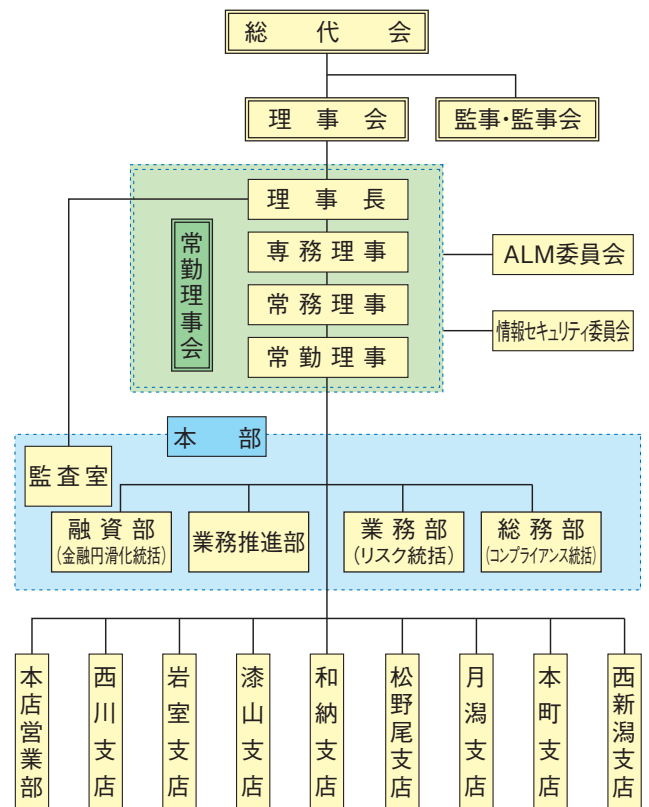 総代会
理事会
監事・監事会
理事長
専務理事
常務理事
常勤理事
常勤理事会
ALM委員会
情報セキュリティ委員会
本部
監査室
融資部
(金融円滑化統括)
業務推進部
業務部
(リスク統括)
総務部
(コンプライアンス統括)
本店営業部
西川支店
岩室支店
漆山支店
和納支店
松野尾支店
月潟支店
本町支店
西新潟支店